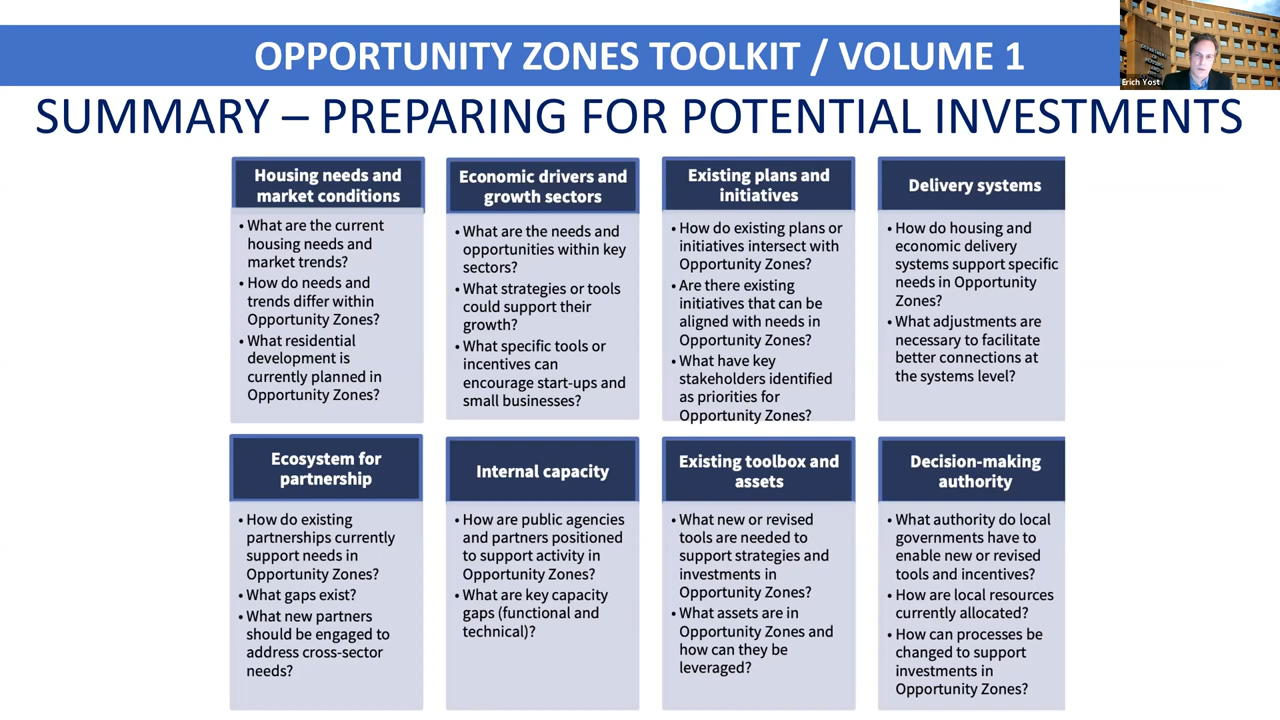 OPPORTUNITY ZONES TOOLKIT / VOLUME 1
Erich Yost
SUMMARY – PREPARING FOR POTENTIAL INVESTMENTS
Housing needs and
market conditions
• What are the current
housing needs and
market trends?
• How do needs and
trends differ within
Opportunity Zones?
• What residential
development is
currently planned in
Opportunity Zones?
Economic drivers and
growth sectors
• What are the needs and
opportunities within key
sectors?
• What strategies or tools
could support their
growth?
• What specific tools or
incentives can
encourage start-ups and
small businesses?
Existing plans and
initiatives
• How do existing plans or
initiatives intersect with
Opportunity Zones?
• Are there existing
initiatives that can be
aligned with needs in
Opportunity Zones?
• What have key
stakeholders identified
as priorities for
Opportunity Zones?
Delivery systems
• How do housing and
economic delivery
systems support specific
needs in Opportunity
Zones?
• What adjustments are
necessary to facilitate
better connections at
the systems level?
Ecosystem for
partnership
• How do existing
partnerships currently
support needs in
Opportunity Zones?
• What gaps exist?
• What new partners
should be engaged to
address cross-sector
needs?
Internal capacity
• How are public agencies
and partners positioned
to support activity in
Opportunity Zones?
• What are key capacity
gaps (functional and
technical)?
Existing toolbox and
assets
• What new or revised
tools are needed to
support strategies and
investments in
Opportunity Zones?
• What assets are in
Opportunity Zones and
how can they be
leveraged?
Decision-making
authority
• What authority do local
governments have to
enable new or revised
tools and incentives?
• How are local resources
currently allocated?
• How can processes be
changed to support
investments in
Opportunity Zones?